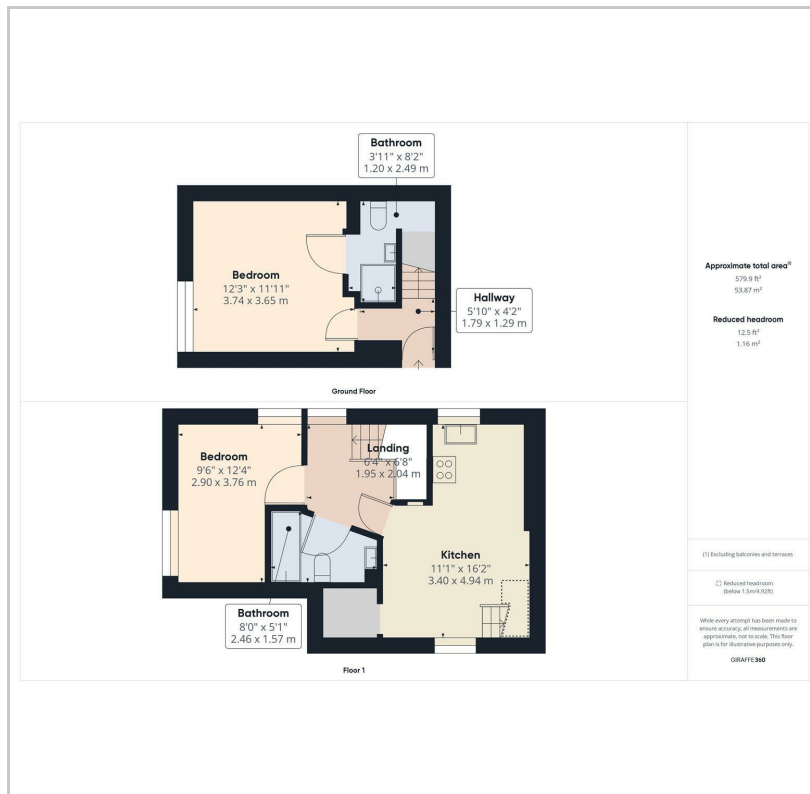 Bathroom
3'11" x 8'2"
1.20 x 2.49 m
Bedroom
12'3" x 11'11"
3.74 x 3.65 m
Hallway
5'10" x 4'2"
1.79 x 1.29 m
Ground Floor
Bedroom
9'6" x 12'4"
2.90 x 3.76 m
Landing
6'4" x 6'8"
1.95 x 2.04 m
Kitchen
11'1" x 16'2"
3.40 x 4.94 m
Bathroom
8'0" x 5'1"
2.46 x 1.57 m
Floor 1
Approximate total area(1)
579.9 ft²
53.87 m²
Reduced headroom
12.5 ft²
1.16 m²
(1) Excluding balconies and terraces
Reduced headroom
(below 1.5m/4.92ft)
While every attempt has been made to
ensure accuracy, all measurements are
approximate, not to scale. This floor
plan is for illustrative purposes only.
GIRAFFE360